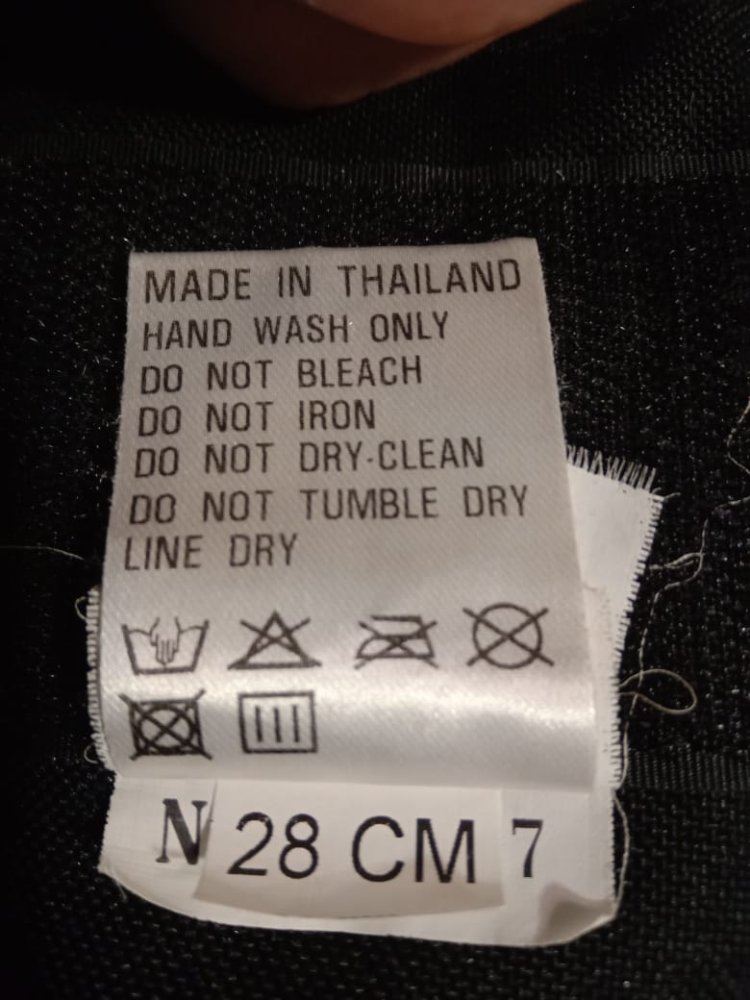 MADE IN THAILAND
HAND WASH ONLY
DO NOT BLEACH
DO NOT IRON
DO NOT DRY-CLEAN
DO NOT TUMBLE DRY
LINE DRY
N 28 CM 7